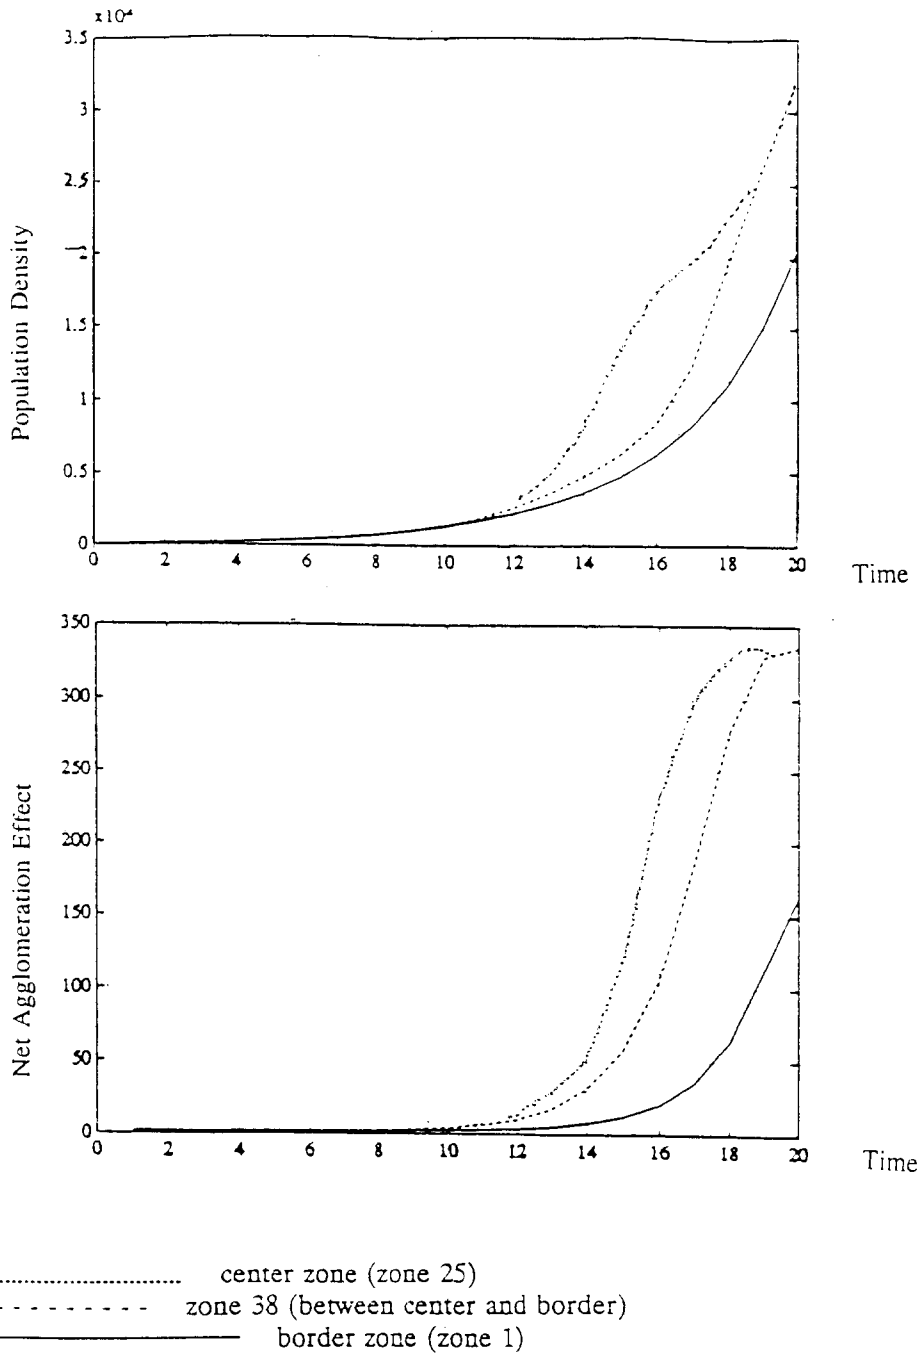 x10⁴
3.5
3
2.5
2
1.5
1
0.5
0
Population Density
0 2 4 6 8 10 12 14 16 18 20
Time
350
300
250
200
150
100
50
0
Net Agglomeration Effect
0 2 4 6 8 10 12 14 16 18 20
Time
center zone (zone 25)
zone 38 (between center and border)
border zone (zone 1)